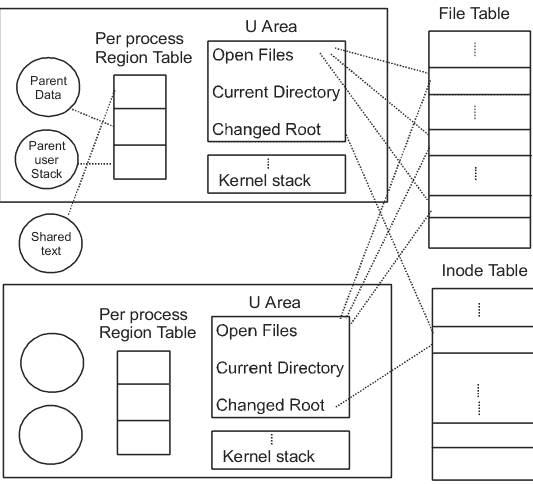 U Area
File Table
Per process
Region Table
Open Files
Parent
Data
Current Directory
Changed Root
Parent
user
Stack
Kernel stack
Shared
text
Inode Table
U Area
Per process
Region Table
Open Files
Current Directory
Changed Root
Kernel stack